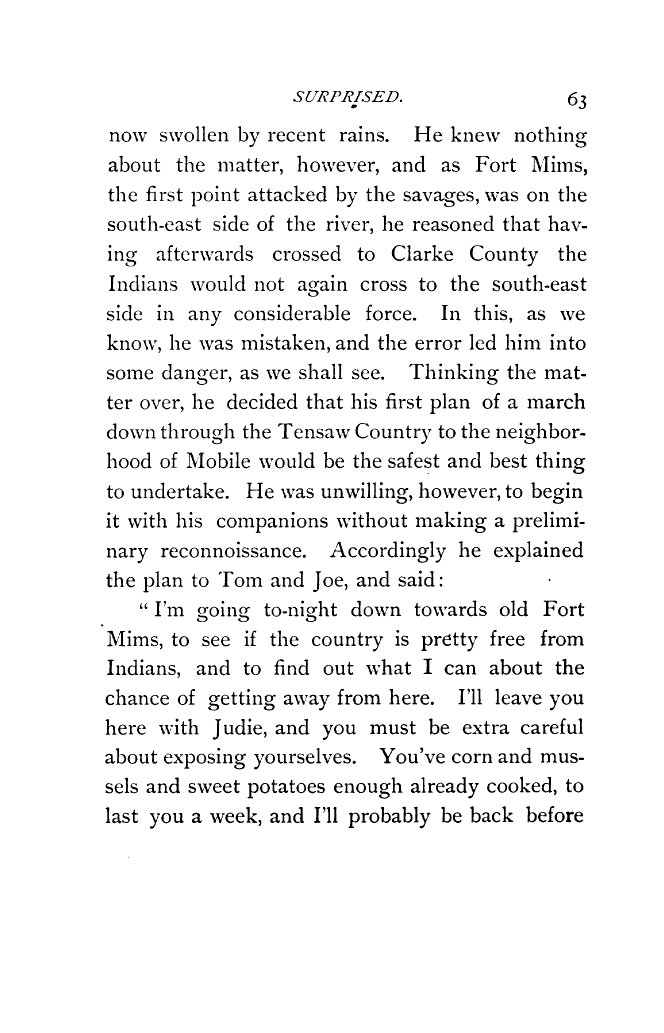 SURPRISED. 63
now swollen by recent rains. He knew nothing
about the matter, however, and as Fort Mims,
the first point attacked by the savages, was on the
south-east side of the river, he reasoned that hav-
ing afterwards crossed to Clarke County the
Indians would not again cross to the south-east
side in any considerable force. In this, as we
know, he was mistaken, and the error led him into
some danger, as we shall see. Thinking the mat-
ter over, he decided that his first plan of a march
down through the Tensaw Country to the neighbor-
hood of Mobile would be the safest and best thing
to undertake. He was unwilling, however, to begin
it with his companions without making a prelimi-
nary reconnoissance. Accordingly he explained
the plan to Tom and Joe, and said:
“I'm going to-night down towards old Fort
Mims, to see if the country is pretty free from
Indians, and to find out what I can about the
chance of getting away from here. I'll leave you
here with Judie, and you must be extra careful
about exposing yourselves. You've corn and mus-
sels and sweet potatoes enough already cooked, to
last you a week, and I'll probably be back before